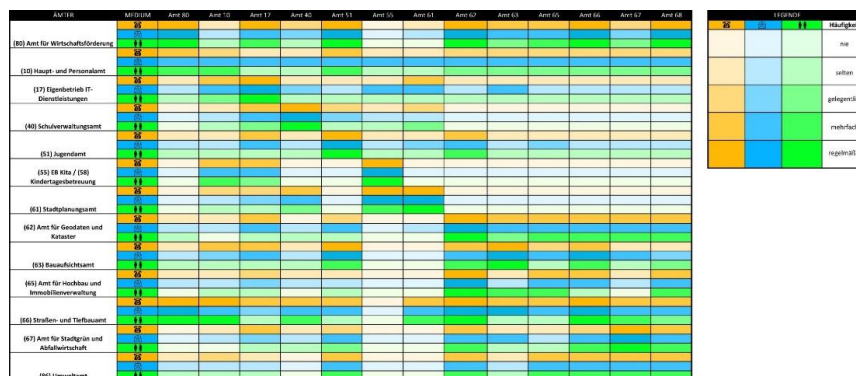 ÄMTER MEDIUM Amt 80 Amt 10 Amt 17 Amt 40 Amt 51 Amt 55 Amt 61 Amt 62 Amt 63 Amt 65 Amt 66 Amt 67 Amt 68
(80) Amt für Wirtschaftsförderung
(10) Haupt- und Personalamt
(17) Eigenbetrieb IT-
Dienstleistungen
(40) Schulverwaltungsamt
(51) Jugendamt
(55) EB Kita / (58)
Kindertagesbetreuung
(61) Stadtplanungsamt
(62) Amt für Geodaten und
Kataster
(63) Bauaufsichtsamt
(65) Amt für Hochbau und
Immobilienverwaltung
(66) Straßen- und Tiefbauamt
(67) Amt für Stadtgrün und
Abfallwirtschaft
LEGENDE
Häufigkei
nie
selten
gelegentli
mehrfach
regelmäß